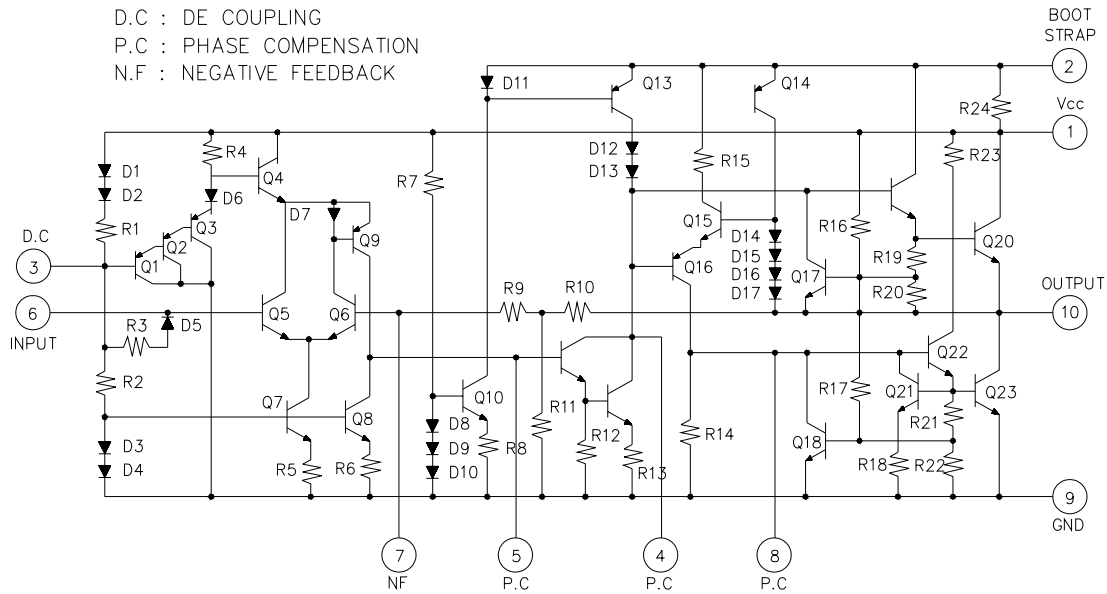 D.C : DE COUPLING
P.C : PHASE COMPENSATION
N.F : NEGATIVE FEEDBACK
BOOT
STRAP
2
D11
Q13
Q14
R24
Vcc
1
R4
Q4
D1
D2
D6
R7
D12
D13
R15
R23
R1
Q3
Q2
Q1
D7
Q9
Q15
Q16
D14
D15
D16
D17
R16
Q17
R19
R20
Q20
D.C
3
6
INPUT
R3
D5
Q5
Q6
R9
R10
OUTPUT
10
R2
Q7
Q8
Q10
R11
R17
Q22
Q21
Q23
R21
D3
D4
R5
R6
D8
D9
D10
R8
R12
R13
R14
Q18
R18
R22
9
GND
7
NF
5
P.C
4
P.C
8
P.C